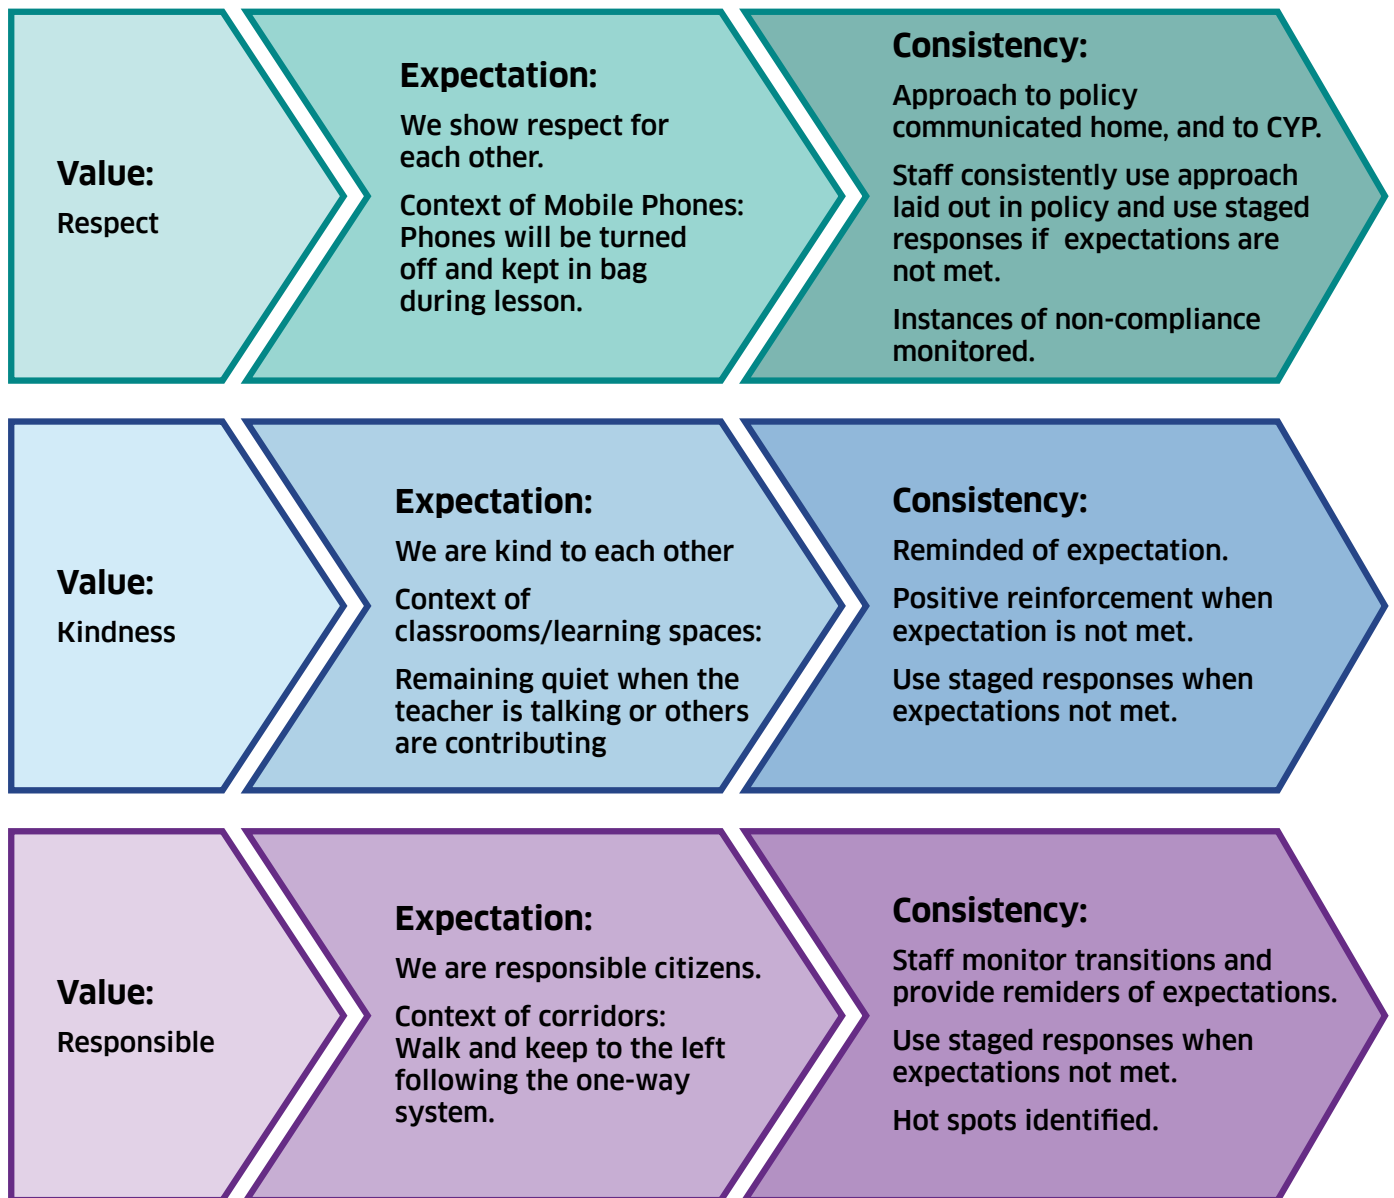 Value:
Respect
Expectation:
We show respect for
each other.
Context of Mobile Phones:
Phones will be turned
off and kept in bag
during lesson.
Consistency:
Approach to policy
communicated home, and to CYP.
Staff consistently use approach
laid out in policy and use staged
responses if  expectations are
not met.
Instances of non-compliance
monitored.
Value:
Kindness
Expectation:
We are kind to each other
Context of
classrooms/learning spaces:
Remaining quiet when the
teacher is talking or others
are contributing
Consistency:
Reminded of expectation.
Positive reinforcement when
expectation is not met.
Use staged responses when
expectations not met.
Value:
Responsible
Expectation:
We are responsible citizens.
Context of corridors:
Walk and keep to the left
following the one-way
system.
Consistency:
Staff monitor transitions and
provide remiders of expectations.
Use staged responses when
expectations not met.
Hot spots identified.